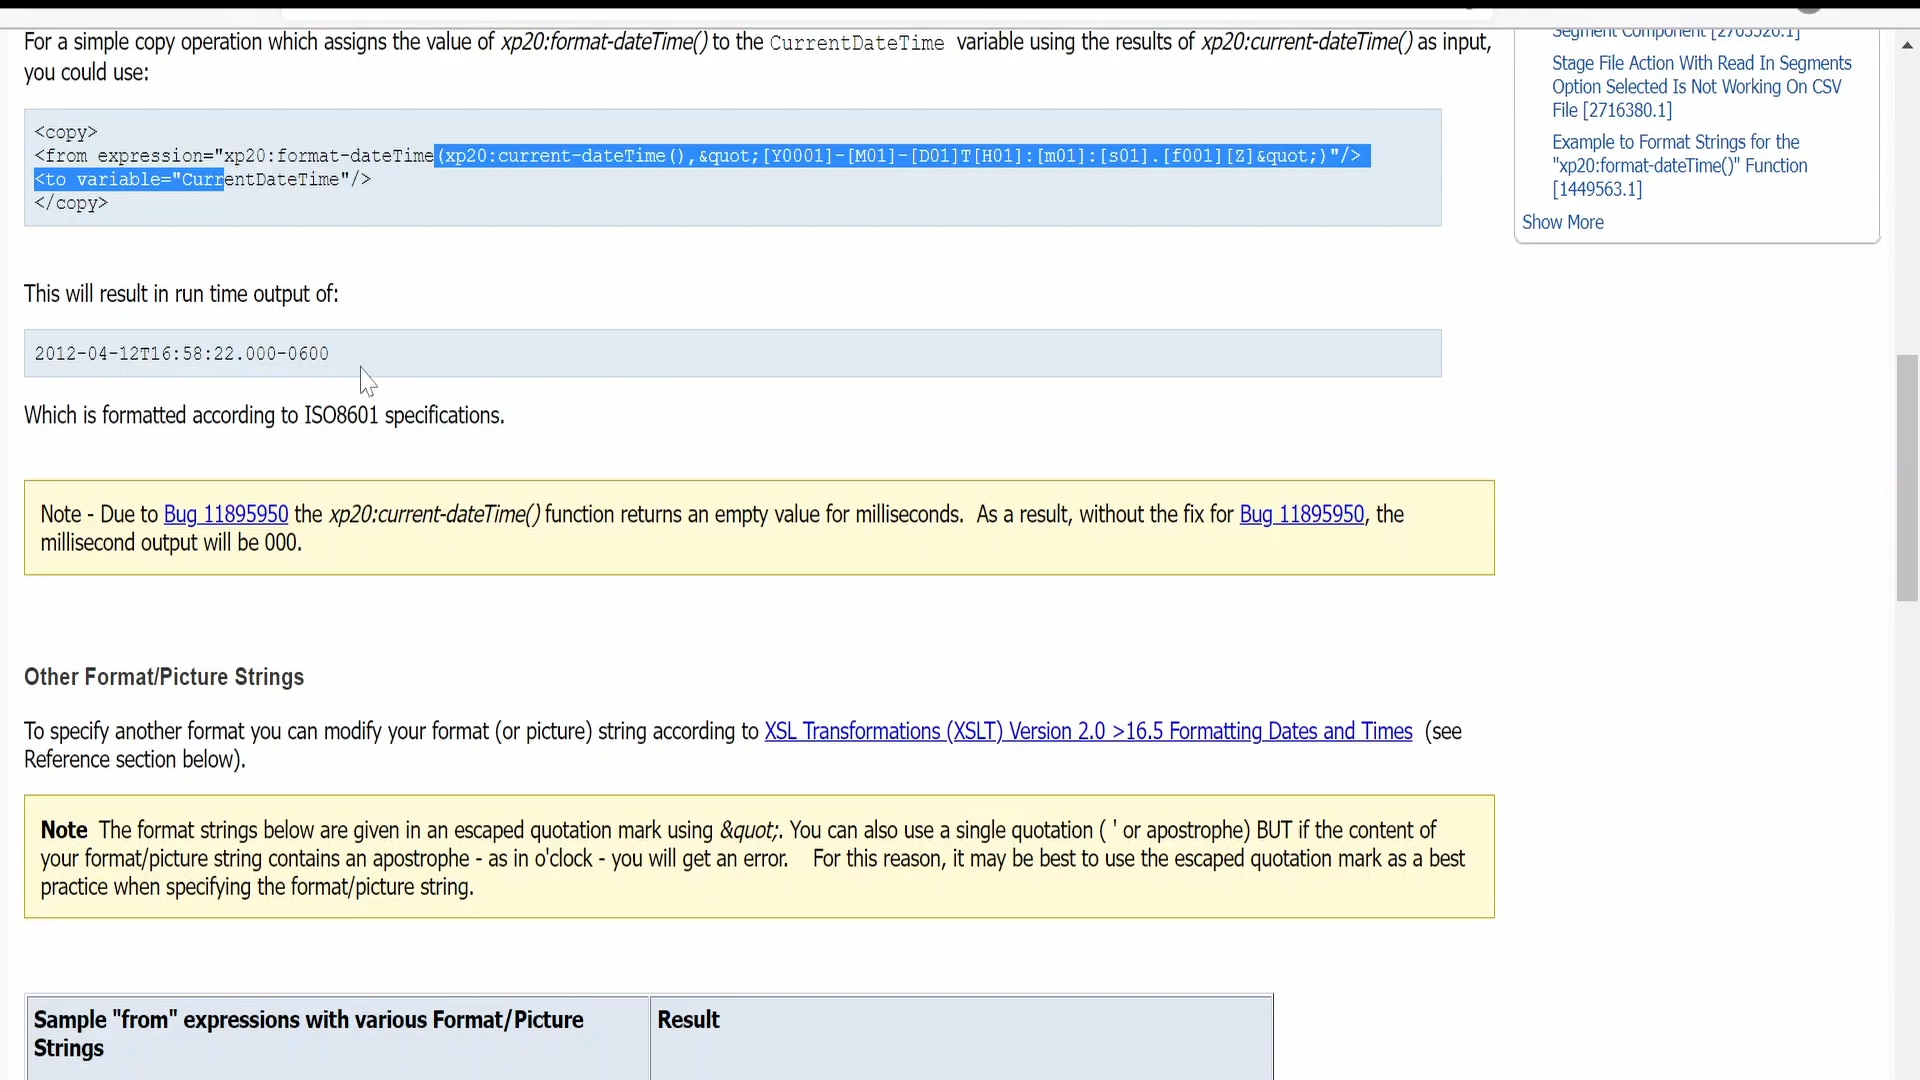 For a simple copy operation which assigns the value of xp20:format-dateTime() to the CurrentDateTime variable using the results of xp20:current-dateTime() as input,
you could use:
<copy>
<from expression="xp20:format-dateTime(xp20:current-dateTime(),&quot;[Y0001]-[M01]-[D01]T[H01]:[m01]:[s01].[f001][Z]&quot;)"/>
<to variable="CurrentDateTime"/>
</copy>
This will result in run time output of:
2012-04-12T16:58:22.000-0600
Which is formatted according to ISO8601 specifications.
Note - Due to Bug 11895950 the xp20:current-dateTime() function returns an empty value for milliseconds. As a result, without the fix for Bug 11895950, the
millisecond output will be 000.
Other Format/Picture Strings
To specify another format you can modify your format (or picture) string according to XSL Transformations (XSLT) Version 2.0 >16.5 Formatting Dates and Times (see
Reference section below).
Note The format strings below are given in an escaped quotation mark using &quot;. You can also use a single quotation ( ' or apostrophe) BUT if the content of
your format/picture string contains an apostrophe - as in o'clock - you will get an error. For this reason, it may be best to use the escaped quotation mark as a best
practice when specifying the format/picture string.
Sample "from" expressions with various Format/Picture
Strings
Result
Segment Component [2763520.1]
Stage File Action With Read In Segments
Option Selected Is Not Working On CSV
File [2716380.1]
Example to Format Strings for the
"xp20:format-dateTime()" Function
[1449563.1]
Show More